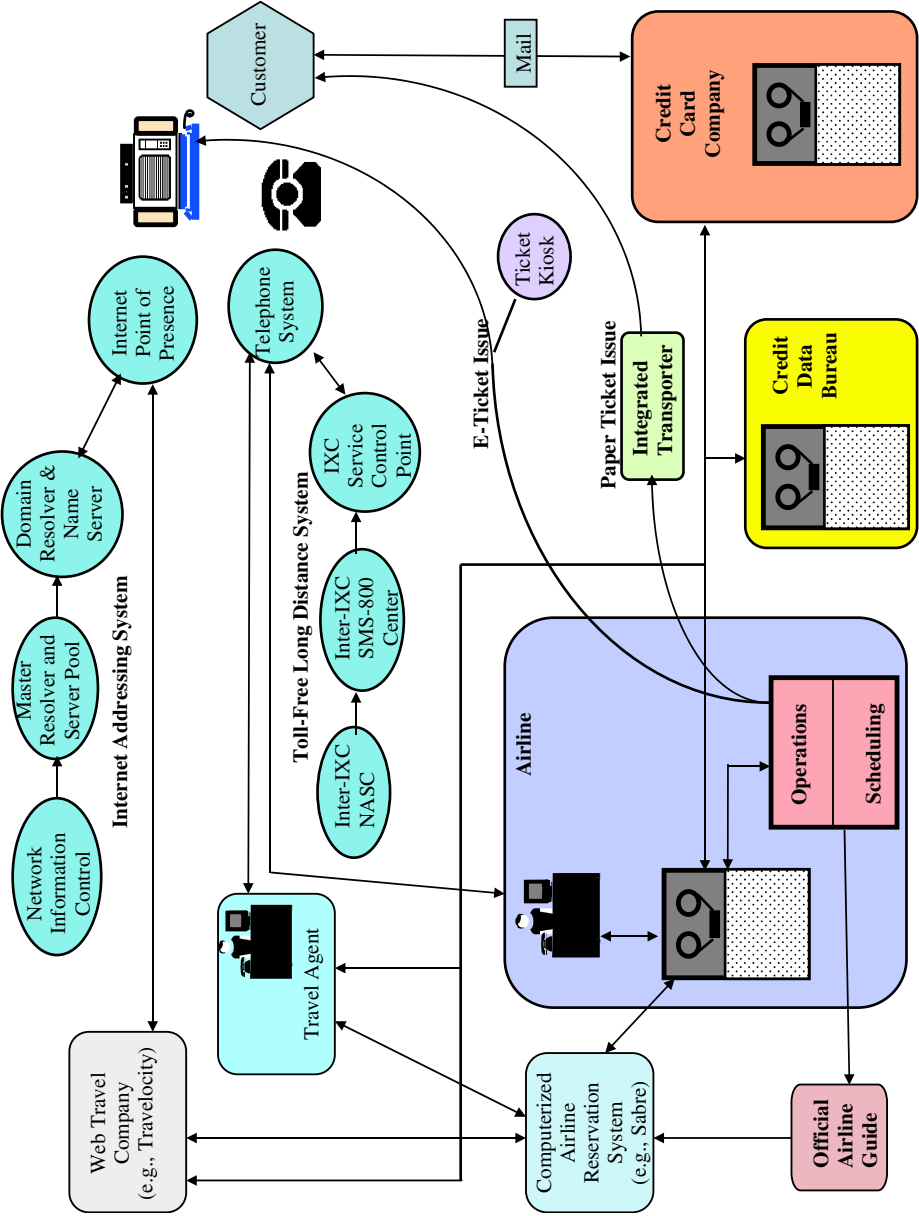 Network
Information
Control
Master
Resolver and
Server Pool
Domain
Resolver &
Name
Server
Internet
Point of
Presence
Internet Addressing System
Customer
Web Travel
Company
(e.g., Travelocity)
Travel Agent
Telephone
System
Toll-Free Long Distance System
Inter-IXC
NASC
Inter-IXC
SMS-800
Center
IXC
Service
Control
Point
Mail
E-Ticket Issue
Ticket
Kiosk
Airline
Computerized
Airline
Reservation
System
(e.g., Sabre)
Paper Ticket Issue
Integrated
Transporter
Credit
Card
Company
Operations
Scheduling
Credit
Data
Bureau
Official
Airline
Guide